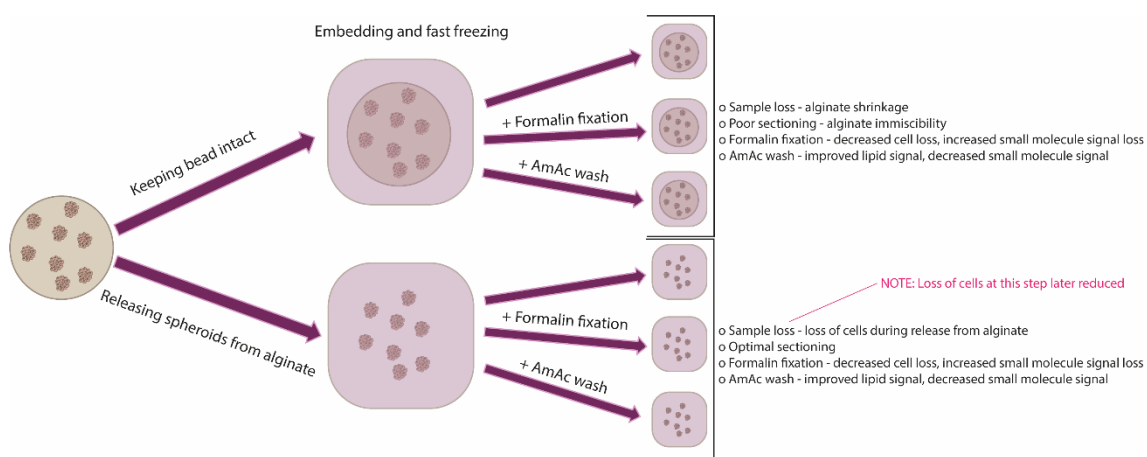 Embedding and fast freezing
Keeping bead intact
+ Formalin fixation
+ AmAc wash
o Sample loss - alginate shrinkage
o Poor sectioning - alginate immiscibility
o Formalin fixation - decreased cell loss, increased small molecule signal loss
o AmAc wash - improved lipid signal, decreased small molecule signal
Releasing spheroids from alginate
+ Formalin fixation
+ AmAc wash
NOTE: Loss of cells at this step later reduced
o Sample loss - loss of cells during release from alginate
o Optimal sectioning
o Formalin fixation - decreased cell loss, increased small molecule signal loss
o AmAc wash - improved lipid signal, decreased small molecule signal